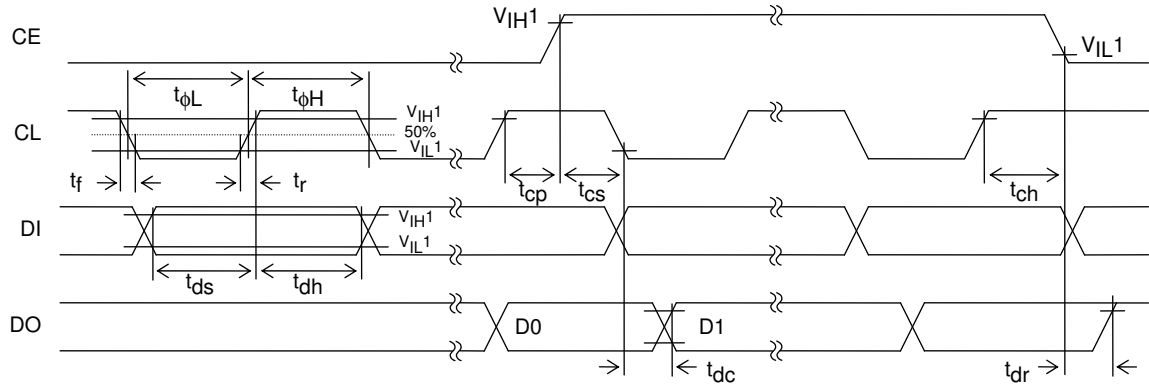 CE
VIH1
VIL1
tϕL
tϕH
CL
VIH1
50%
VIL1
tf
tr
tcp
tcs
tch
DI
VIH1
VIL1
tds
tdh
DO
D0
D1
tdc
tdr